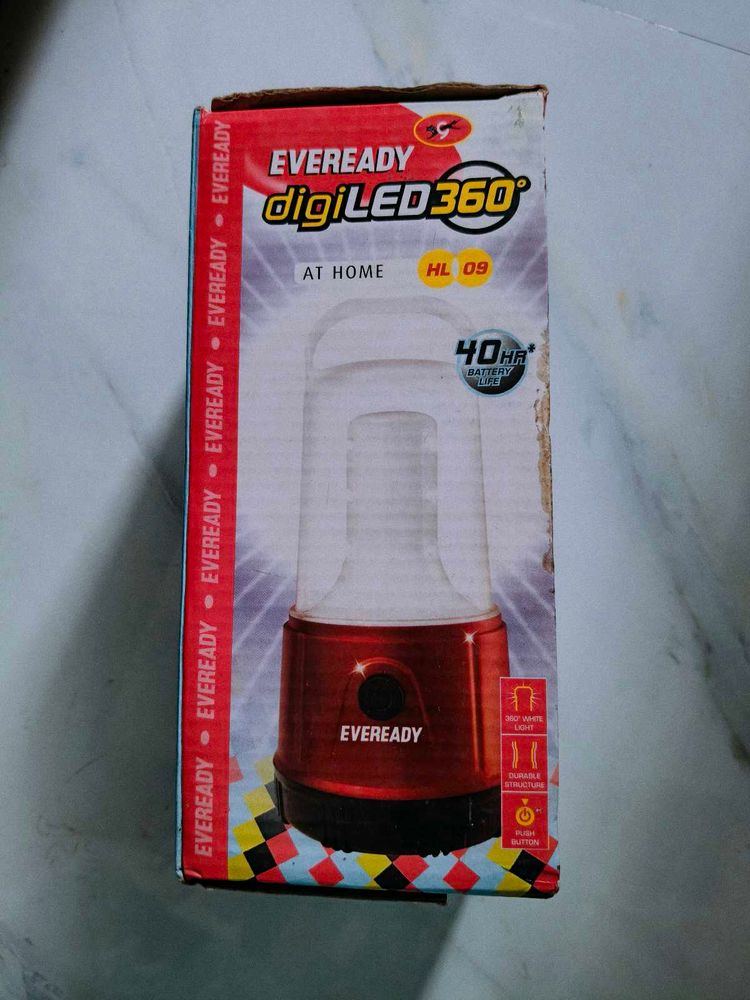 EVEREADY
digiLED360°
AT HOME
HL 09
40HR*
BATTERY
LIFE
EVEREADY
360° WHITE
LIGHT
DURABLE
STRUCTURE
PUSH
BUTTON
EVEREADY • EVEREADY • EVEREADY • EVEREADY • EVEREADY • EVEREADY